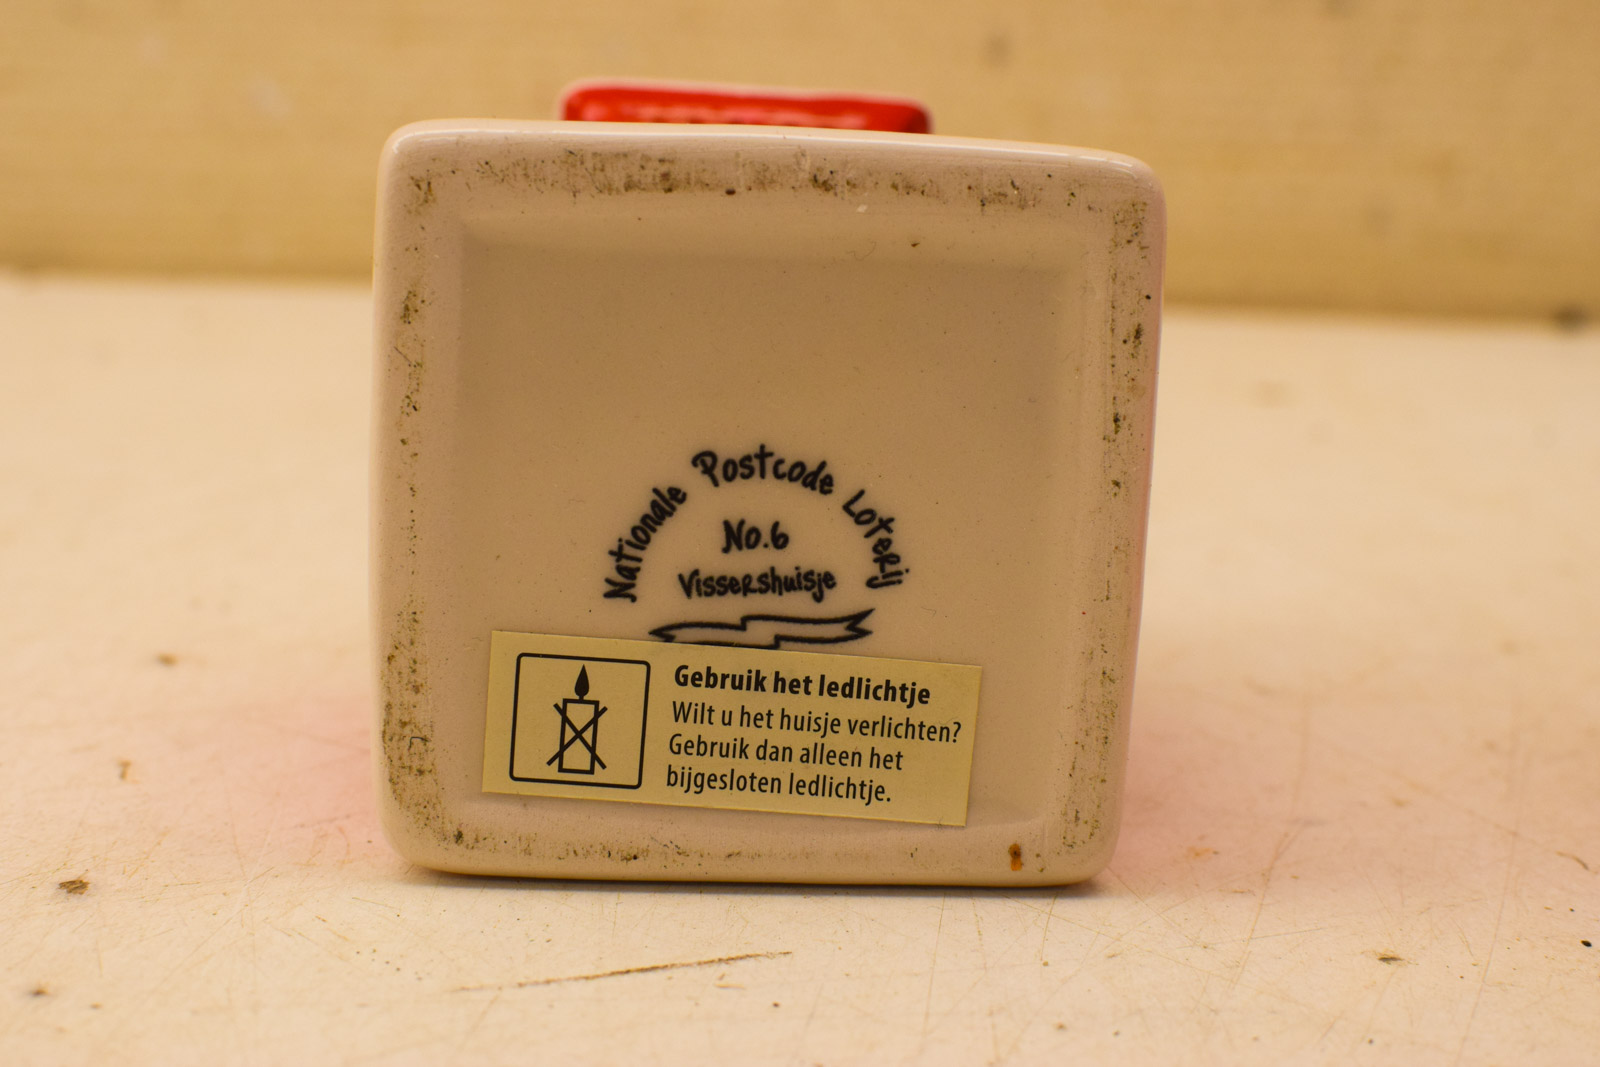 Nationale Postcode Loterij
No.6
Vissershuisje
Gebruik het ledlichtje
Wilt u het huisje verlichten?
Gebruik dan alleen het
bijgesloten ledlichtje.